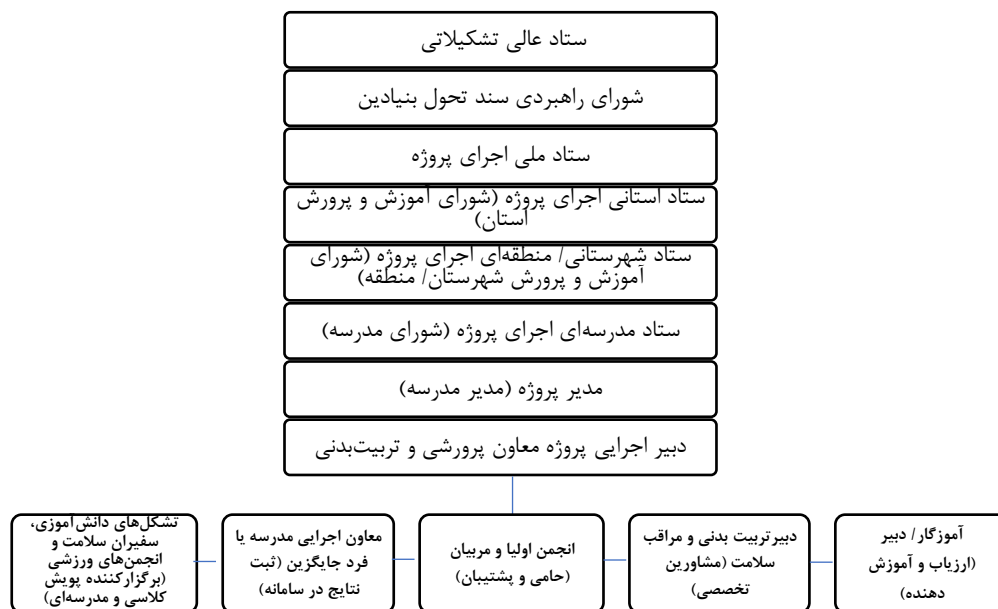 ستاد عالی تشکیلاتی
شورای راهبردی سند تحول بنیادین
ستاد ملی اجرای پروژه
ستاد استانی اجرای پروژه (شورای آموزش و پرورش
استان)
ستاد شهرستانی/ منطقه‌ای اجرای پروژه (شورای
آموزش و پرورش شهرستان/ منطقه)
ستاد مدرسه‌ای اجرای پروژه (شورای مدرسه)
مدیر پروژه (مدیر مدرسه)
دبیر اجرایی پروژه معاون پرورشی و تربیت‌بدنی
آموزگار/ دبیر
(ارزیاب و آموزش
دهنده)
دبیرتربیت بدنی و مراقب
سلامت (مشاورین
تخصصی)
انجمن اولیا و مربیان
(حامی و پشتیبان)
معاون اجرایی مدرسه یا
فرد جایگزین (ثبت
نتایج در سامانه)
تشکل‌های دانش‌آموزی،
سفیران سلامت و
انجمن‌های ورزشی
(برگزارکننده پویش
کلاسی و مدرسه‌ای)